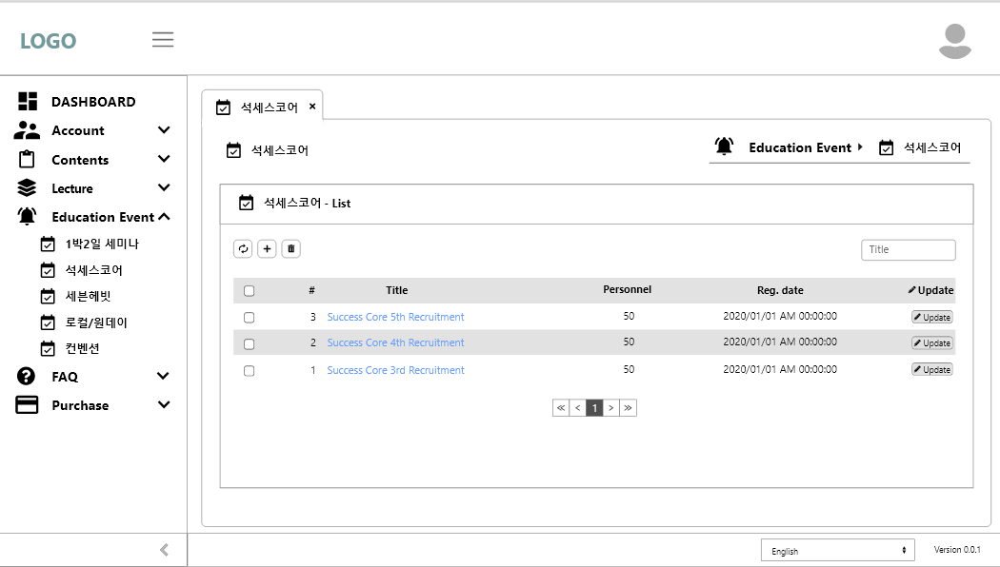 LOGO
DASHBOARD
Account
Contents
Lecture
Education Event
1박2일 세미나
석세스코어
세븐헤빗
로컬/원데이
컨벤션
FAQ
Purchase
석세스코어 ×
석세스코어
Education Event 석세스코어
석세스코어 - List
Title
# Title Personnel Reg. date Update
3 Success Core 5th Recruitment 50 2020/01/01 AM 00:00:00 Update
2 Success Core 4th Recruitment 50 2020/01/01 AM 00:00:00 Update
1 Success Core 3rd Recruitment 50 2020/01/01 AM 00:00:00 Update
« < 1 > »
English Version 0.0.1